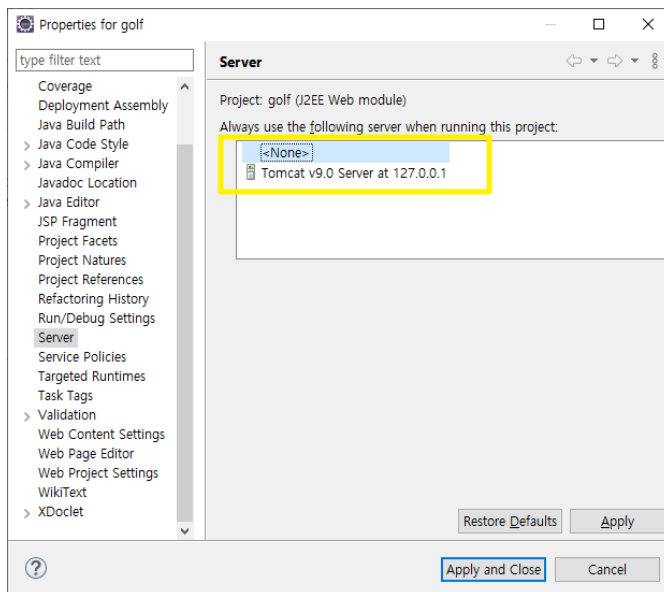 Properties for golf
type filter text
Coverage
Deployment Assembly
Java Build Path
Java Code Style
Java Compiler
Javadoc Location
Java Editor
JSP Fragment
Project Facets
Project Natures
Project References
Refactoring History
Run/Debug Settings
Server
Service Policies
Targeted Runtimes
Task Tags
Validation
Web Content Settings
Web Page Editor
Web Project Settings
WikiText
XDoclet
Server
Project: golf (J2EE Web module)
Always use the following server when running this project:
<None>
Tomcat v9.0 Server at 127.0.0.1
Restore Defaults
Apply
?
Apply and Close
Cancel